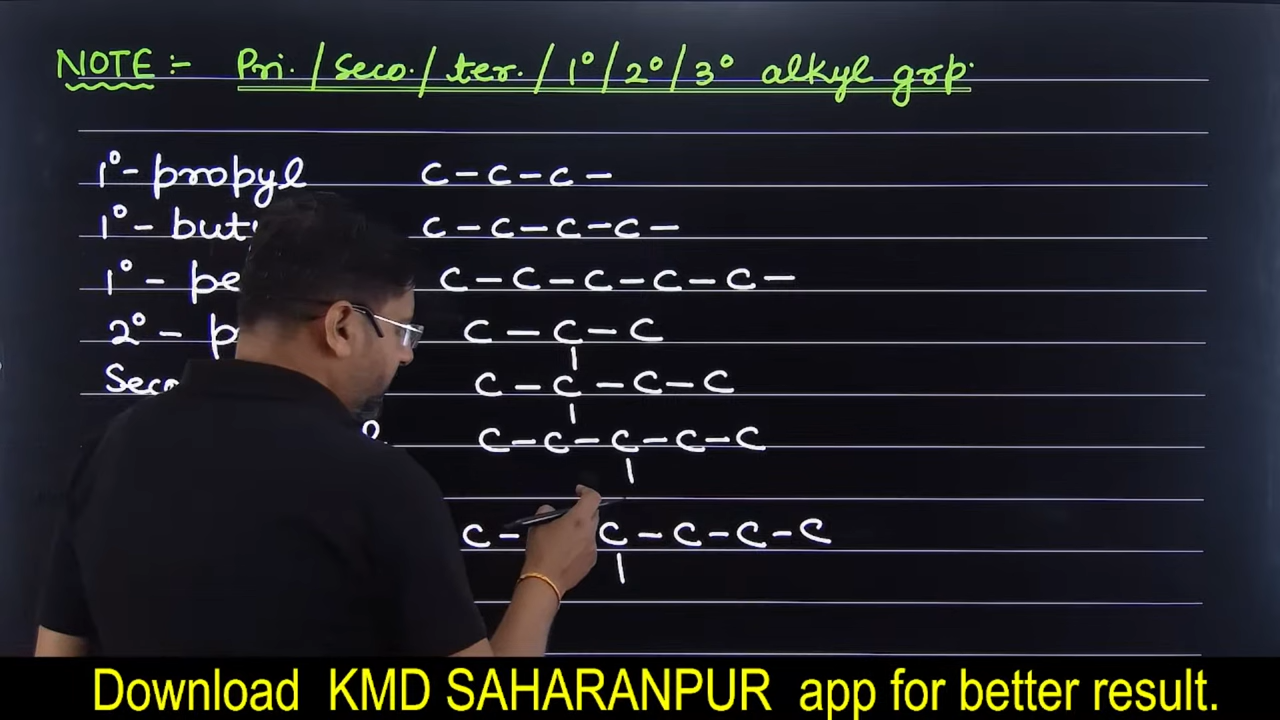 NOTE :- Pri. / Seco. / ter. / 1° / 2° / 3° alkyl grp.
1° - propyl C - C - C -
1° - but C - C - C - C -
1° - pe C - C - C - C - C -
2° - p C - C - C
Seco C - C - C - C
C - C - C - C - C
C - C - C - C - C
Download KMD SAHARANPUR app for better result.